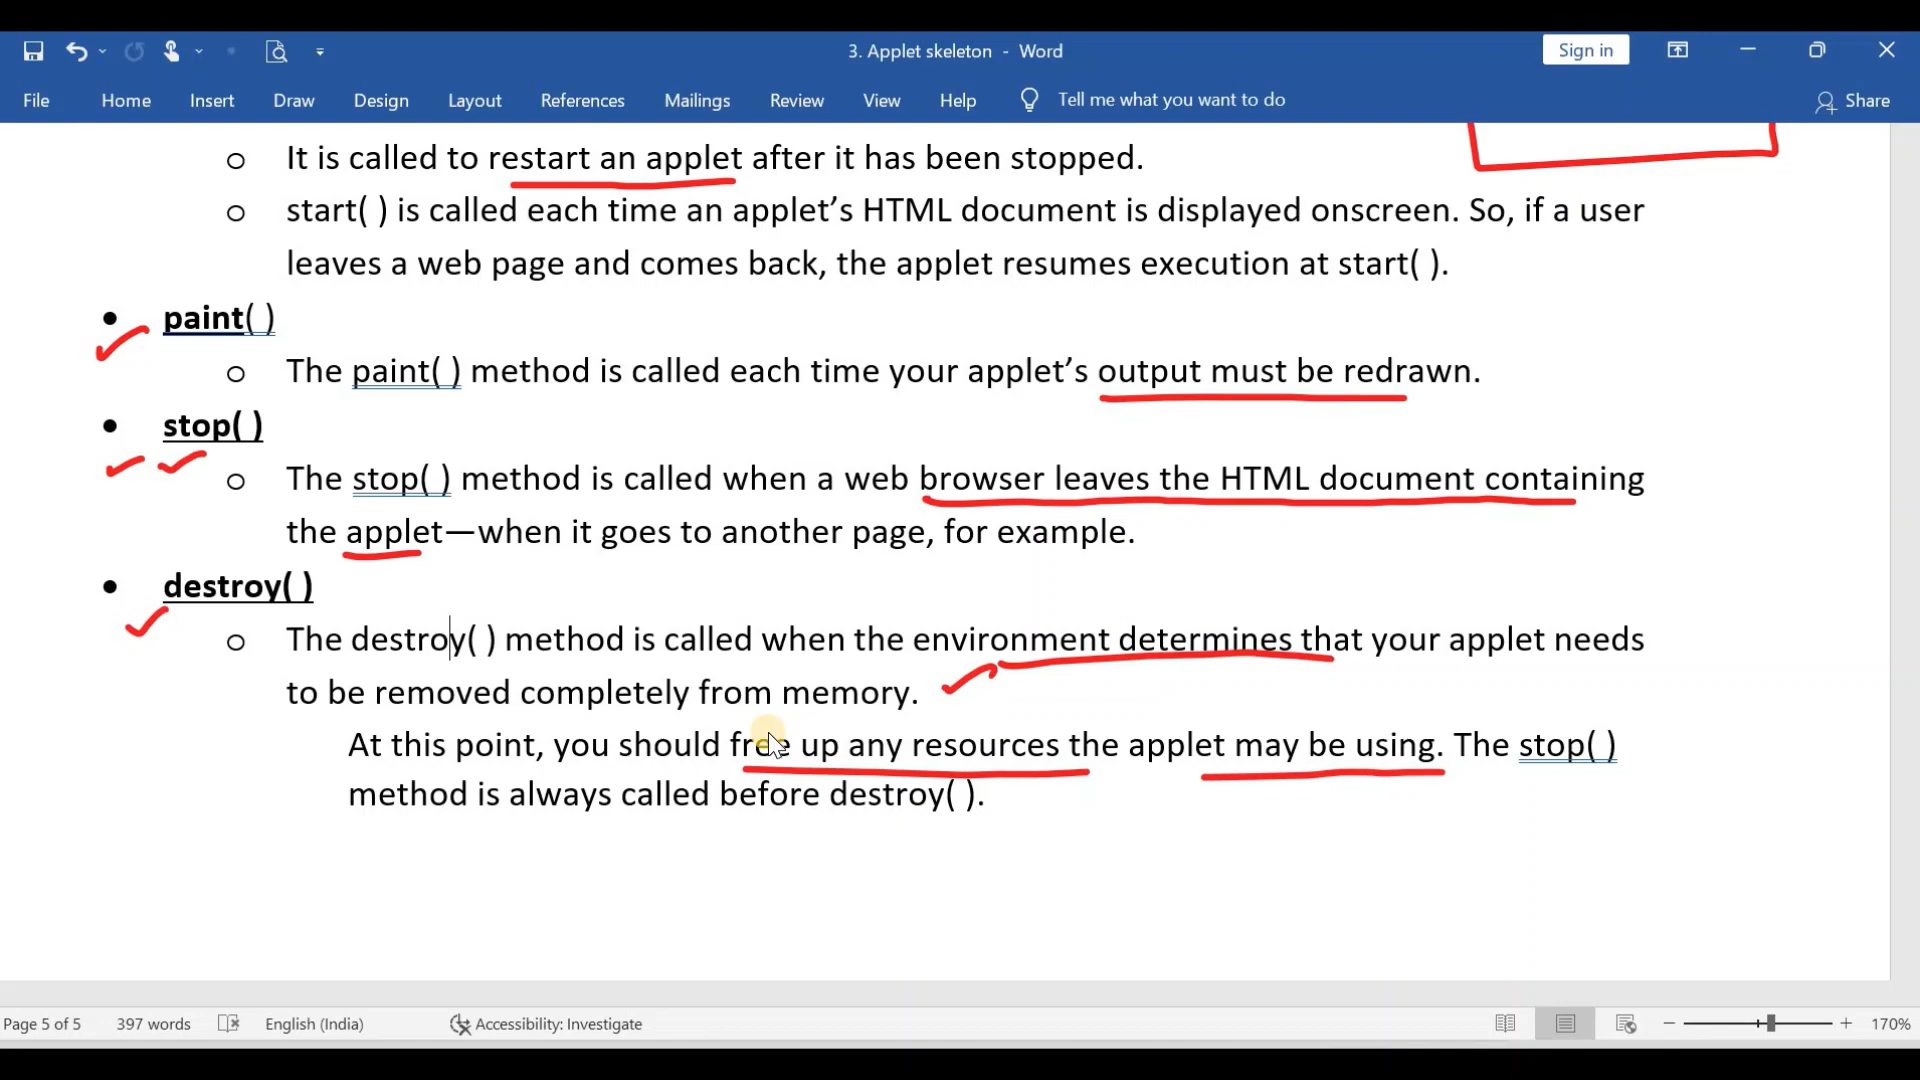 3. Applet skeleton - Word
Sign in
File Home Insert Draw Design Layout References Mailings Review View Help Tell me what you want to do Share
o It is called to restart an applet after it has been stopped.
o start( ) is called each time an applet’s HTML document is displayed onscreen. So, if a user
leaves a web page and comes back, the applet resumes execution at start( ).
• paint( )
o The paint( ) method is called each time your applet’s output must be redrawn.
• stop( )
o The stop( ) method is called when a web browser leaves the HTML document containing
the applet—when it goes to another page, for example.
• destroy( )
o The destroy( ) method is called when the environment determines that your applet needs
to be removed completely from memory.
At this point, you should free up any resources the applet may be using. The stop( )
method is always called before destroy( ).
Page 5 of 5 397 words English (India) Accessibility: Investigate 170%